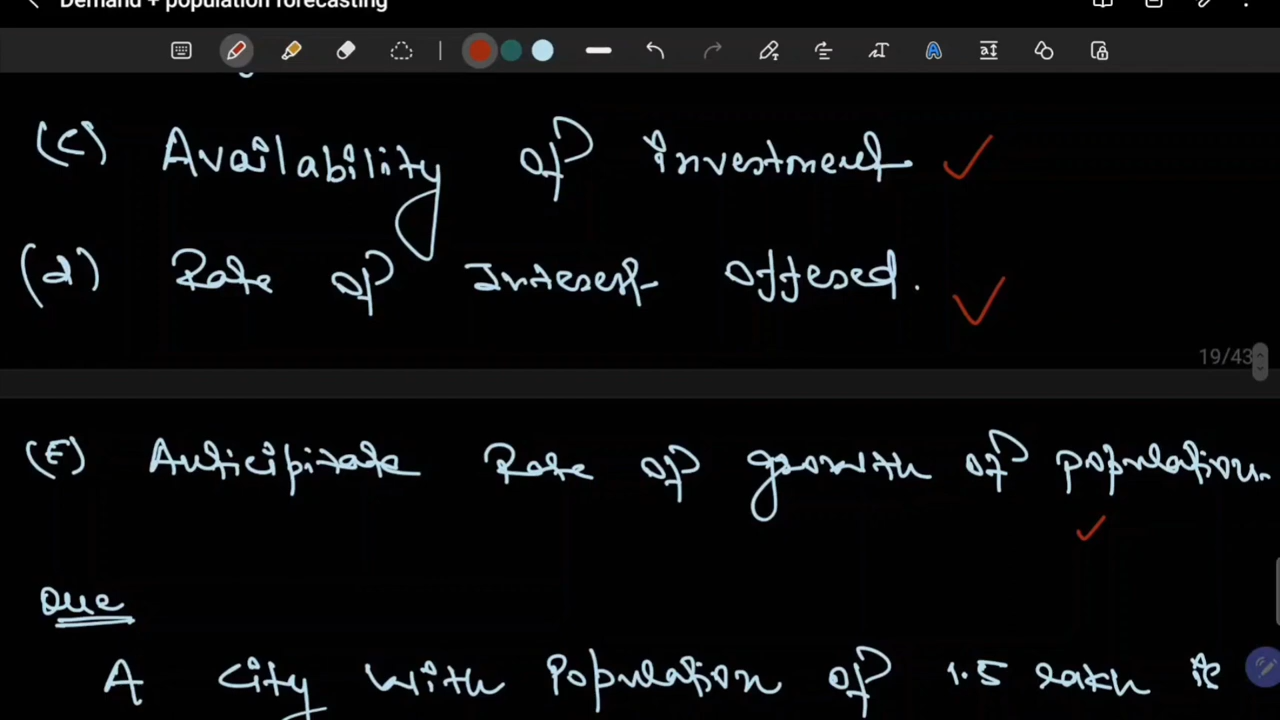 Demand + population forecasting
(c) Availability of investment
(d) Rate of Interest offered.
19/43
(E) Anticipitate Rate of growth of population.
Que
A City with Population of 1.5 lakh is